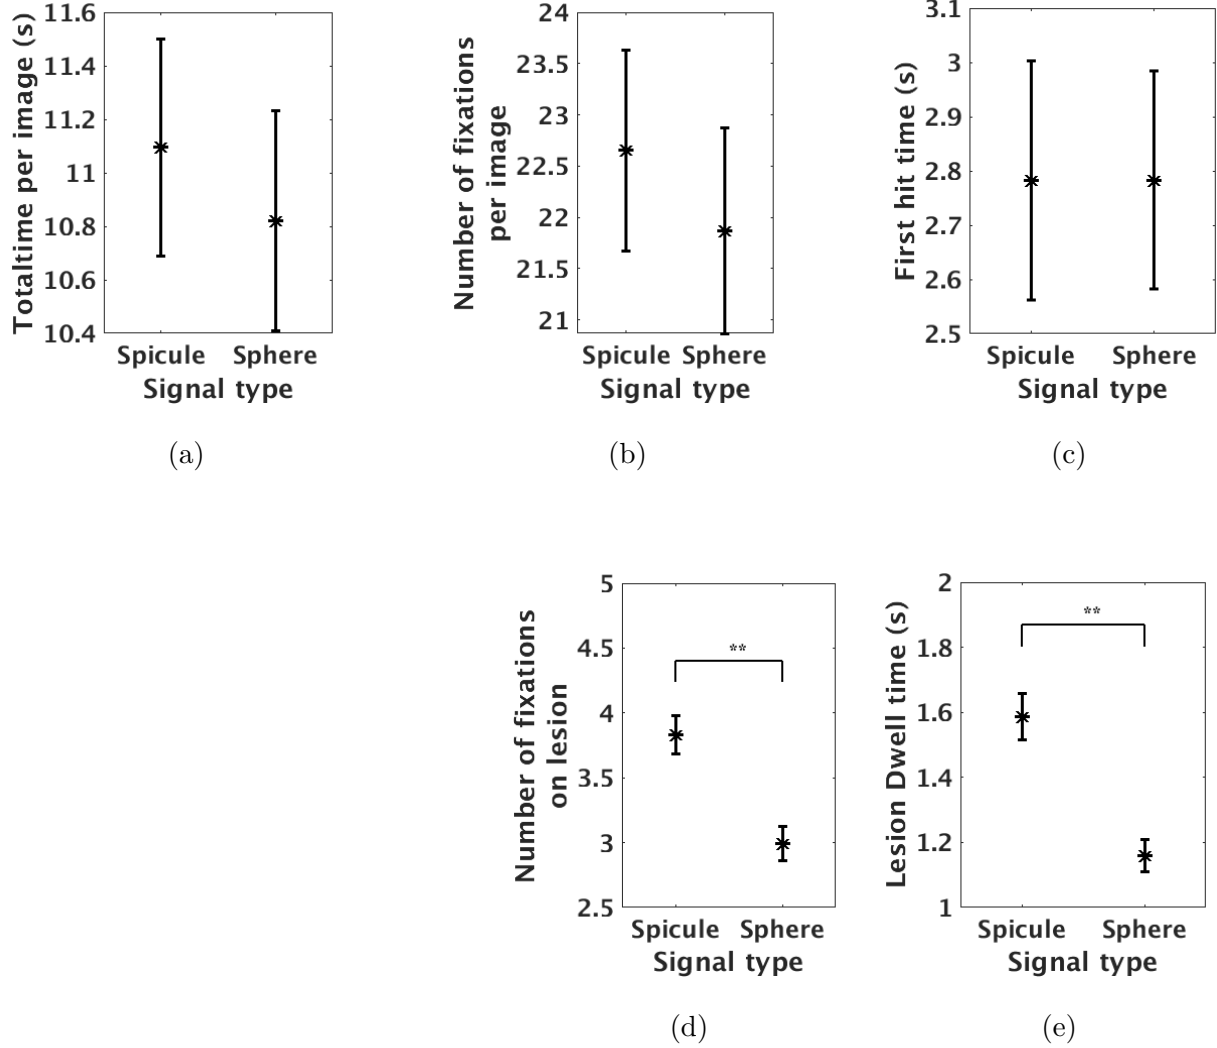 Totaltime per image (s)
11.6
11.4
11.2
11
10.8
10.6
10.4
Spicule Sphere
Signal type
(a)
Number of fixations
per image
24
23.5
23
22.5
22
21.5
21
Spicule Sphere
Signal type
(b)
First hit time (s)
3.1
3
2.9
2.8
2.7
2.6
2.5
Spicule Sphere
Signal type
(c)
Number of fixations
on lesion
5
4.5
4
3.5
3
2.5
**
Spicule Sphere
Signal type
(d)
Lesion Dwell time (s)
2
1.8
1.6
1.4
1.2
1
**
Spicule Sphere
Signal type
(e)